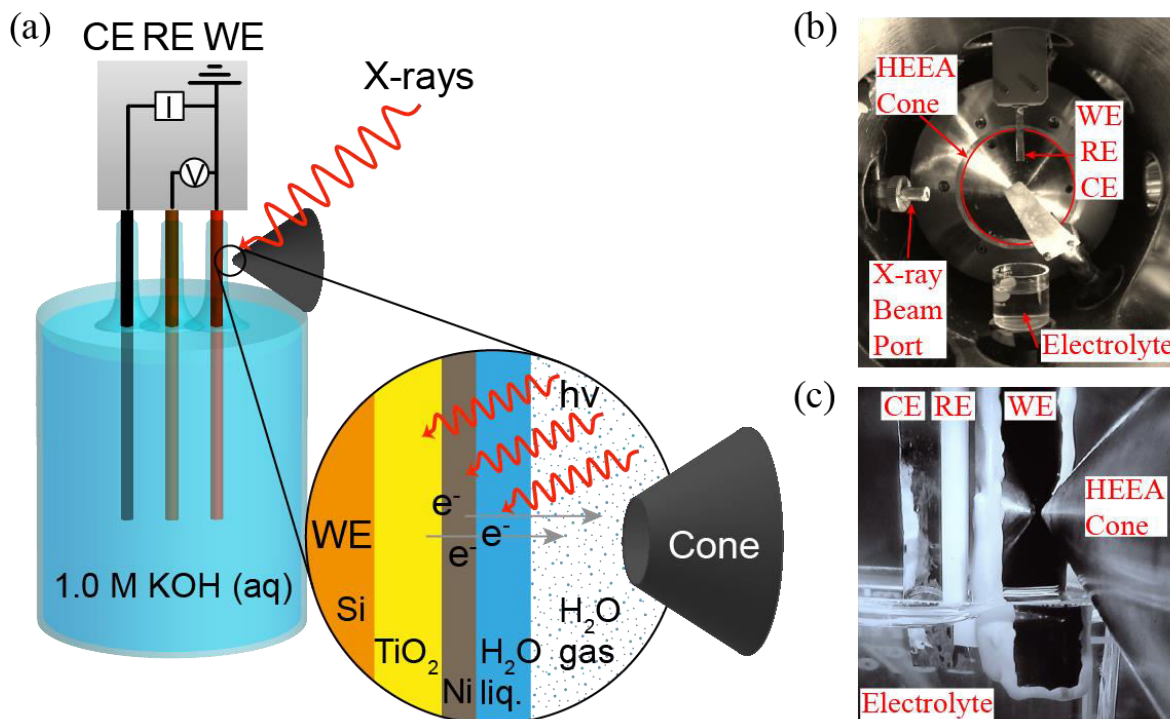 (a)
CE RE WE
I
V
X-rays
1.0 M KOH (aq)
hν
e⁻
e⁻
e⁻
WE
Si
TiO₂
Ni
H₂O
liq.
H₂O
gas
Cone
(b)
HEEA
Cone
WE
RE
CE
X-ray
Beam
Port
Electrolyte
(c)
CE RE WE
HEEA
Cone
Electrolyte